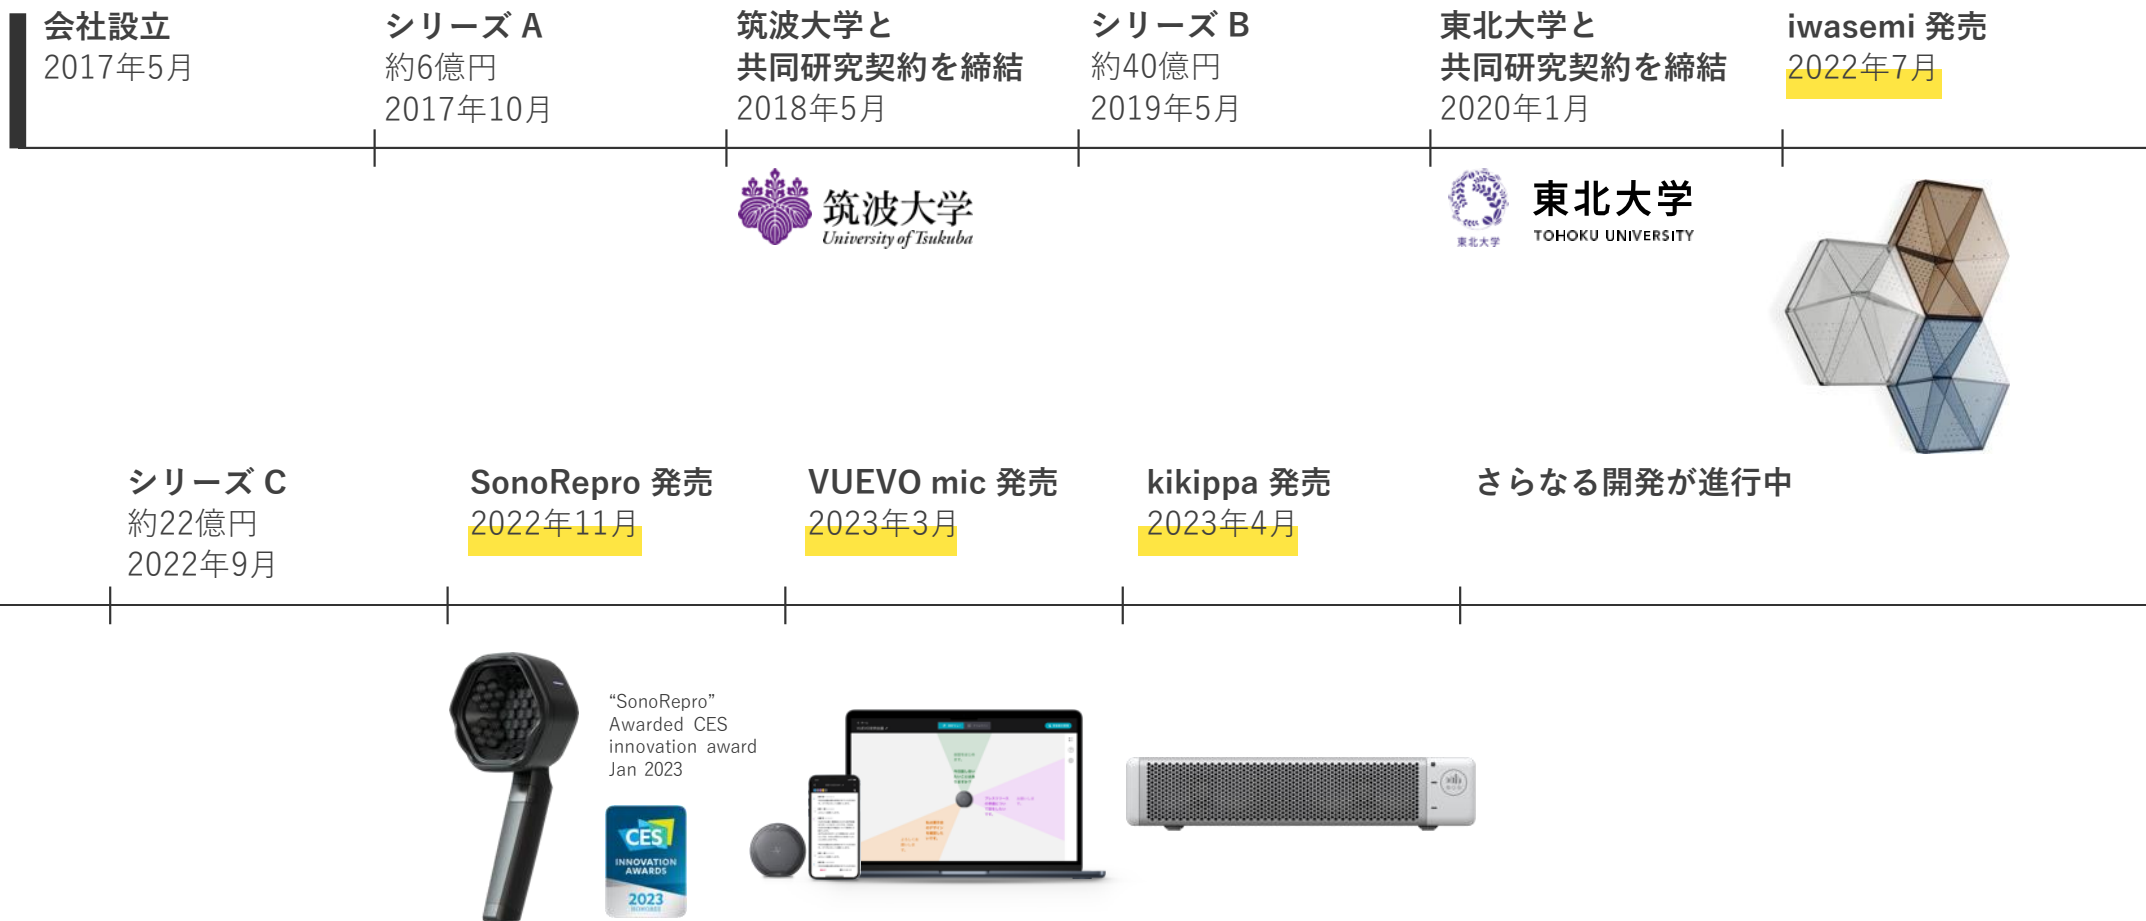 会社設立
2017年5月
シリーズ A
約6億円
2017年10月
筑波大学と
共同研究契約を締結
2018年5月
シリーズ B
約40億円
2019年5月
東北大学と
共同研究契約を締結
2020年1月
iwasemi 発売
2022年7月
筑波大学
University of Tsukuba
東北大学
東北大学
TOHOKU UNIVERSITY
シリーズ C
約22億円
2022年9月
SonoRepro 発売
2022年11月
VUEVO mic 発売
2023年3月
kikippa 発売
2023年4月
さらなる開発が進行中
“SonoRepro”
Awarded CES
innovation award
Jan 2023
CES
INNOVATION
AWARDS
2023
HONOREE